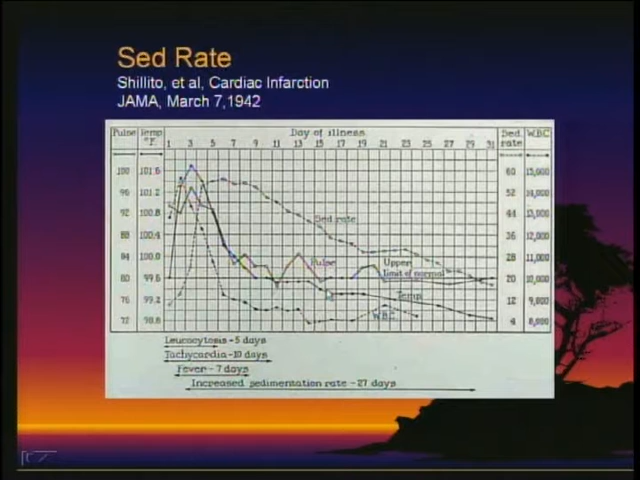 Sed Rate
Shillito, et al, Cardiac Infarction
JAMA, March 7,1942
Pulse Temp °F. Day of illness Sed. rate W.BC
1 3 5 7 9 11 13 15 17 19 21 23 25 27 29 31
100 101.6 60 15,000
96 101.2 52 14,000
92 100.8 44 13,000
Sed rate
88 100.4 36 12,000
84 100.0 Pulse Upper 28 11,000
80 99.6 limit of normal 20 10,000
76 99.2 Temp. 12 9,000
72 98.8 W.B.C. 4 8,000
Leucocytosis - 5 days
Tachycardia - 10 days
Fever - 7 days
Increased sedimentation rate - 27 days